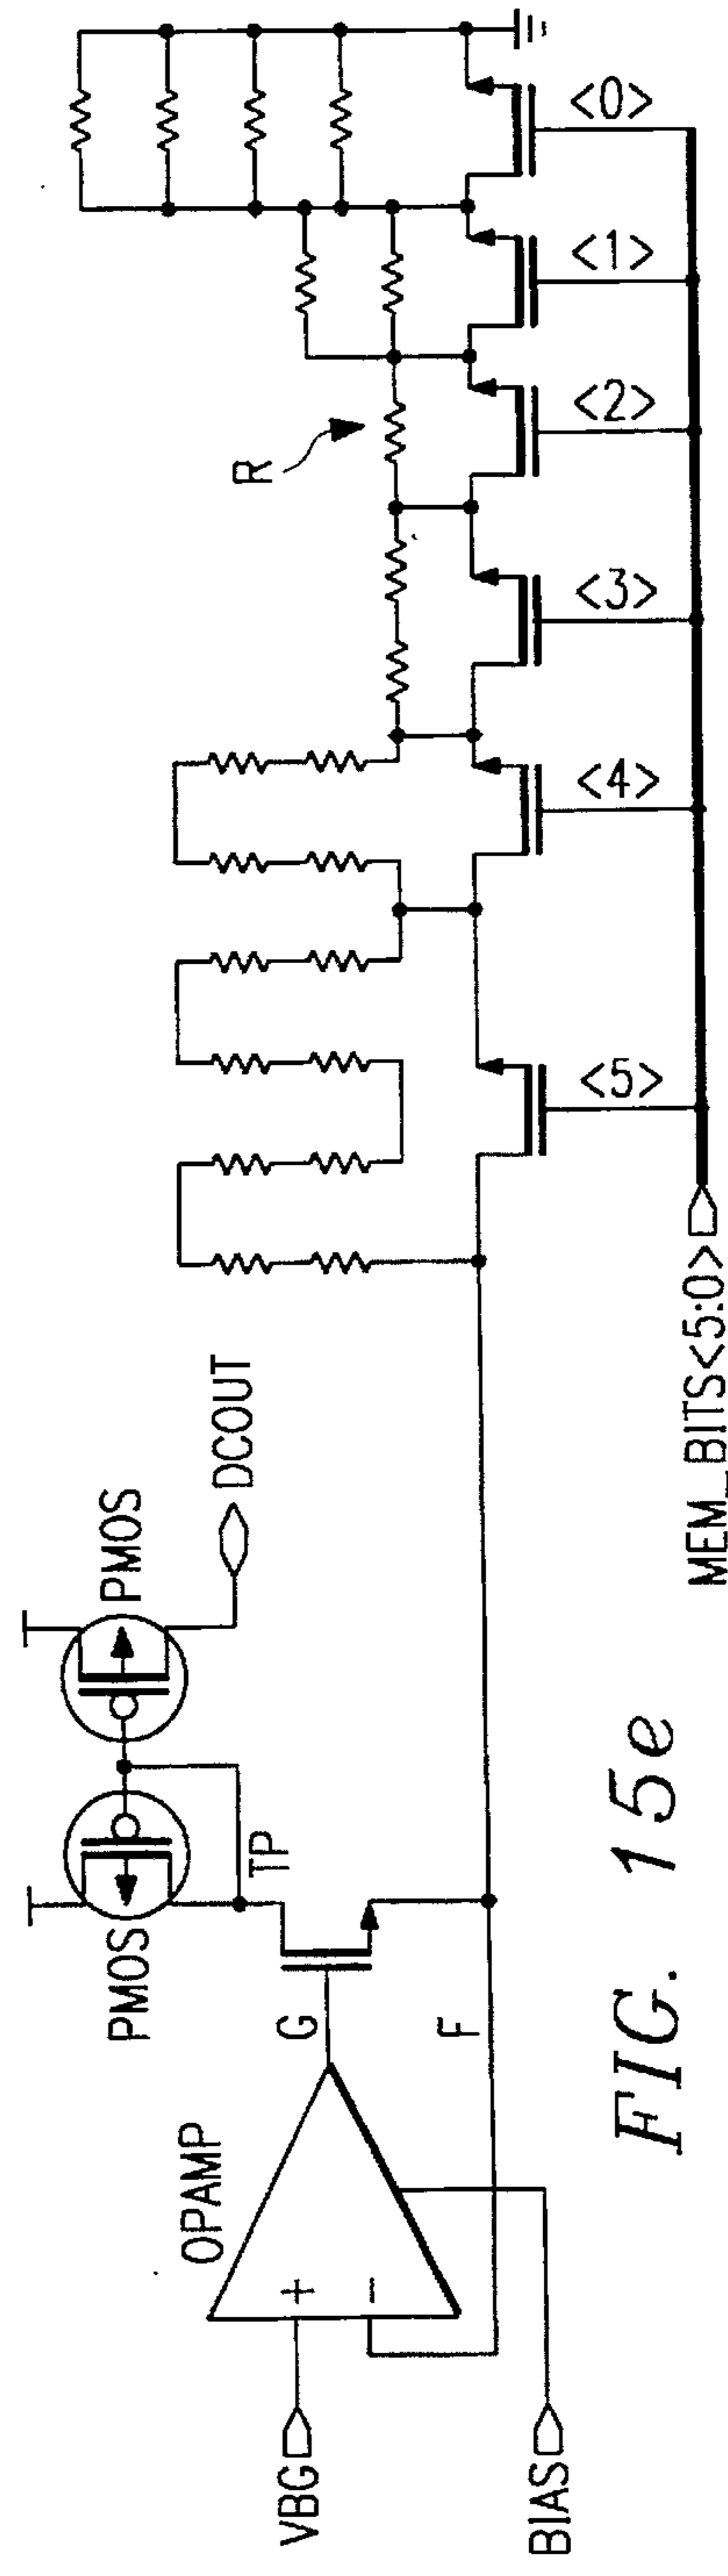 VBG
BIAS
OPAMP
+
−
G
F
TP
PMOS
PMOS
DCOUT
R
<5>
<4>
<3>
<2>
<1>
<0>
MEM_BITS<5:0>
FIG. 15e